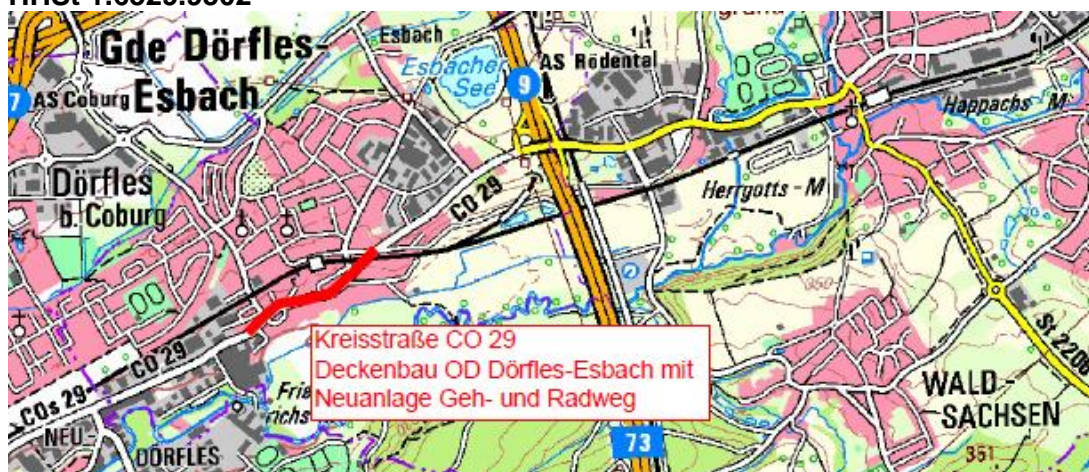 Gde Dörfles-
Esbach
Esbach
Esbacher
See
9
AS Rödental
7
AS Coburg
Happachs-M
Dörfles
b. Coburg
CO 29
Herrgotts-M
350
Kreisstraße CO 29
Deckenbau OD Dörfles-Esbach mit
Neuanlage Geh- und Radweg
CO 29
COs 29
NEU-
DÖRFLES
73
WALD-
SACHSEN
351